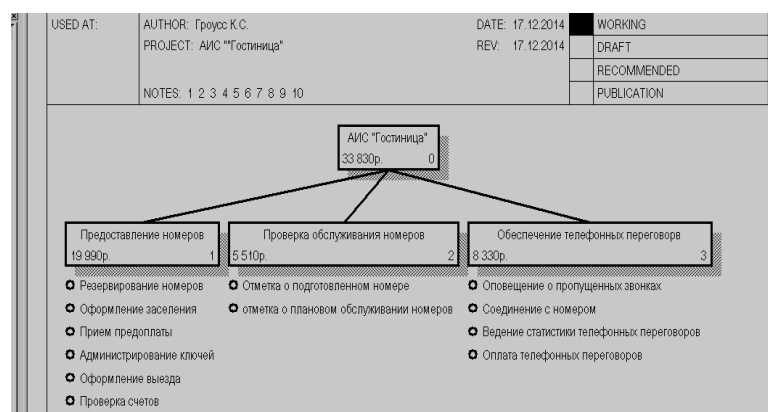 USED AT:
AUTHOR: Гроусс К.С.
DATE: 17.12.2014
WORKING
PROJECT: АИС ""Гостиница"
REV: 17.12.2014
DRAFT
RECOMMENDED
NOTES: 1 2 3 4 5 6 7 8 9 10
PUBLICATION
АИС "Гостиница"
33 830р. 0
Предоставление номеров
19 990р. 1
Проверка обслуживания номеров
5 510р. 2
Обеспечение телефонных переговорв
8 330р. 3
Резервирование номеров
Оформление заселения
Прием предоплаты
Администрирование ключей
Оформление выезда
Проверка счетов
Отметка о подготовленном номере
отметка о плановом обслуживании номеров
Оповещение о пропущенных звонках
Соединение с номером
Ведение статистики телефонных переговоров
Оплата телефонных переговоров